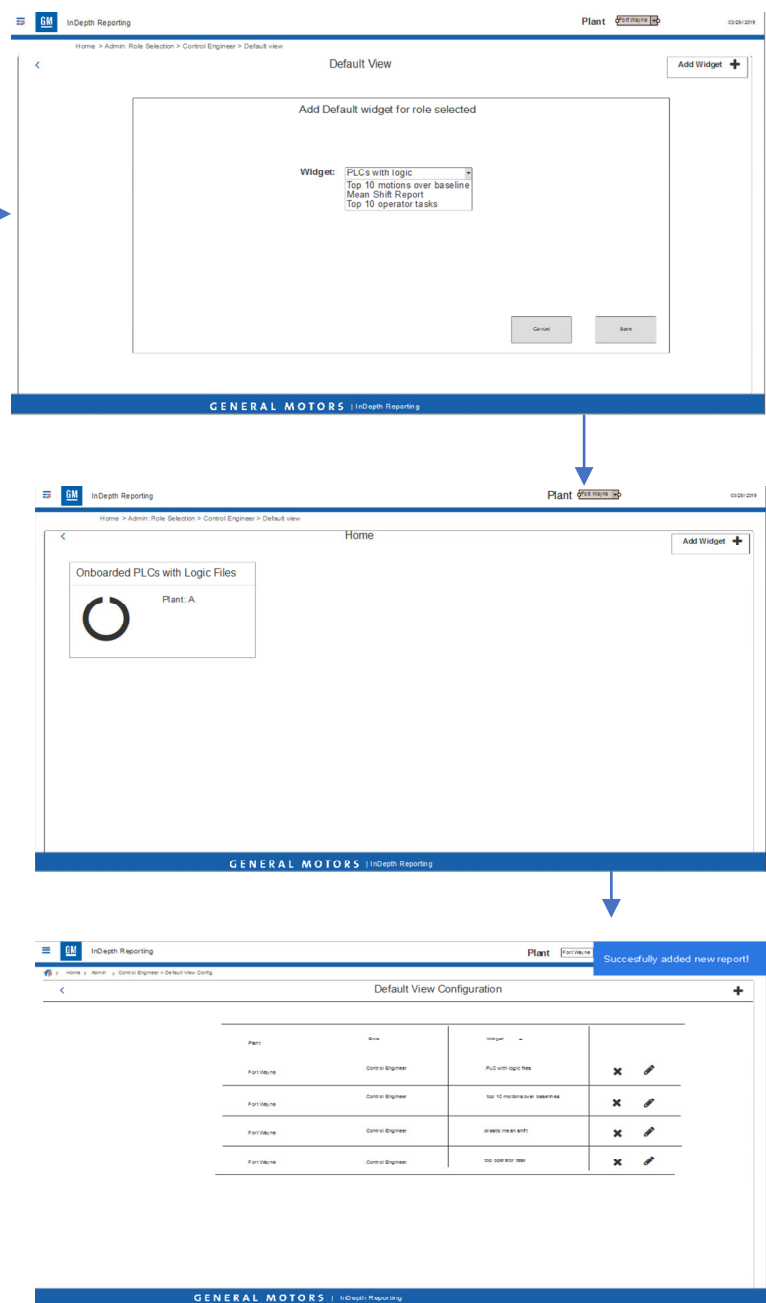 GM InDepth Reporting Plant Fort Wayne 03/28/2019
Home > Admin: Role Selection > Control Engineer > Default view
< Default View Add Widget +
Add Default widget for role selected
Widget: PLCs with logic
Top 10 motions over baseline
Mean Shift Report
Top 10 operator tasks
Cancel Save
GENERAL MOTORS | InDepth Reporting
GM InDepth Reporting Plant Fort Wayne 03/28/2019
Home > Admin: Role Selection > Control Engineer > Default view
< Home Add Widget +
Onboarded PLCs with Logic Files
Plant: A
GENERAL MOTORS | InDepth Reporting
GM InDepth Reporting Plant Fort Wayne Succesfully added new report!
> Home > Admin > Control Engineer > Default View Config
< Default View Configuration +
Plant Role Widget
Fort Wayne Control Engineer PLC with logic files
Fort Wayne Control Engineer top 10 motions over baselines
Fort Wayne Control Engineer drastic mean shift
Fort Wayne Control Engineer top operator task
GENERAL MOTORS | InDepth Reporting